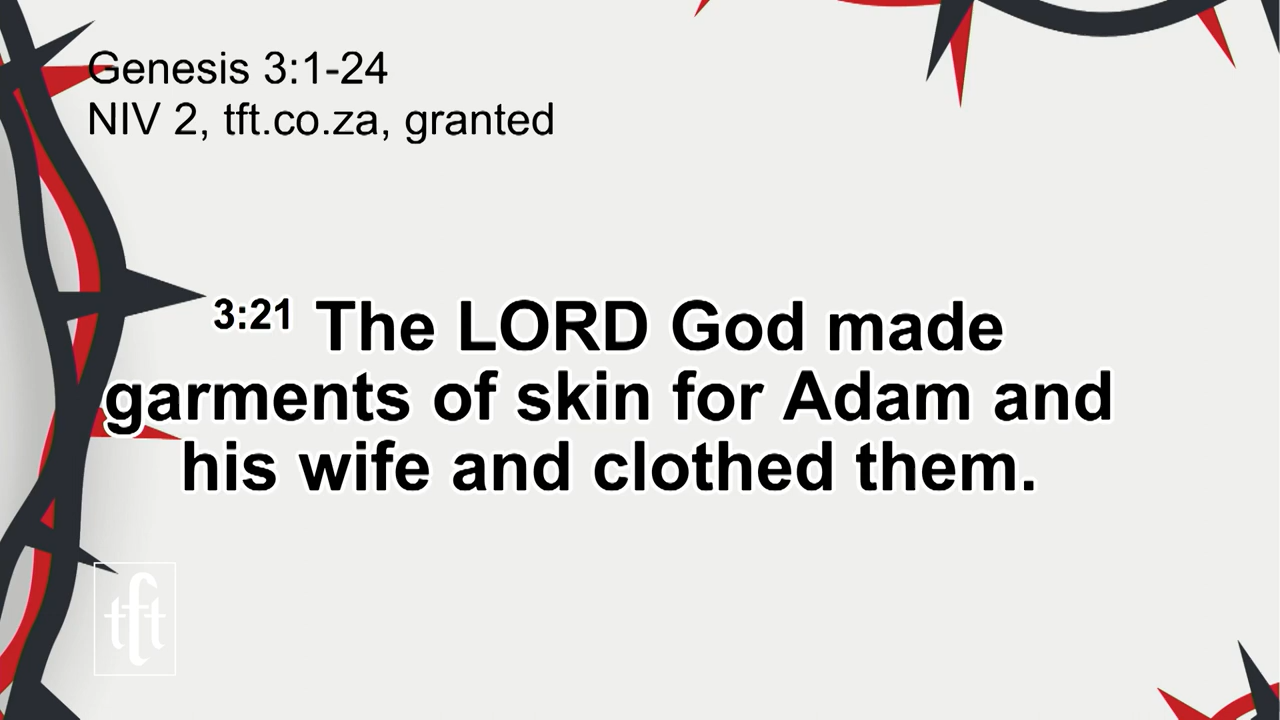 Genesis 3:1-24
NIV 2, tft.co.za, granted
3:21 The LORD God made
garments of skin for Adam and
his wife and clothed them.
tft